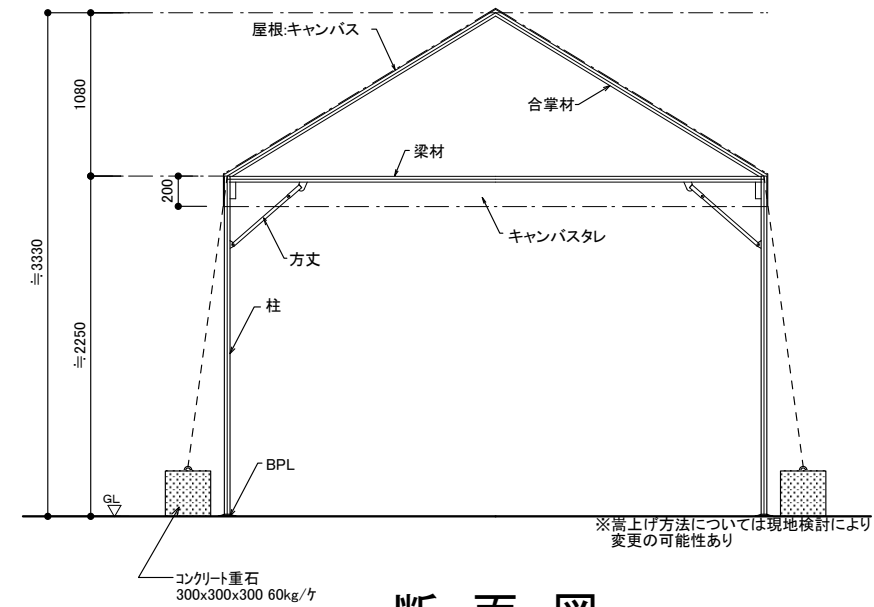 屋根:キャンバス
合掌材
1080
梁材
200
キャンバスタレ
方丈
≒3330
柱
≒2250
BPL
GL
※嵩上げ方法については現地検討により
変更の可能性あり
コンクリート重石
300x300x300 60kg/ケ
断 面 図